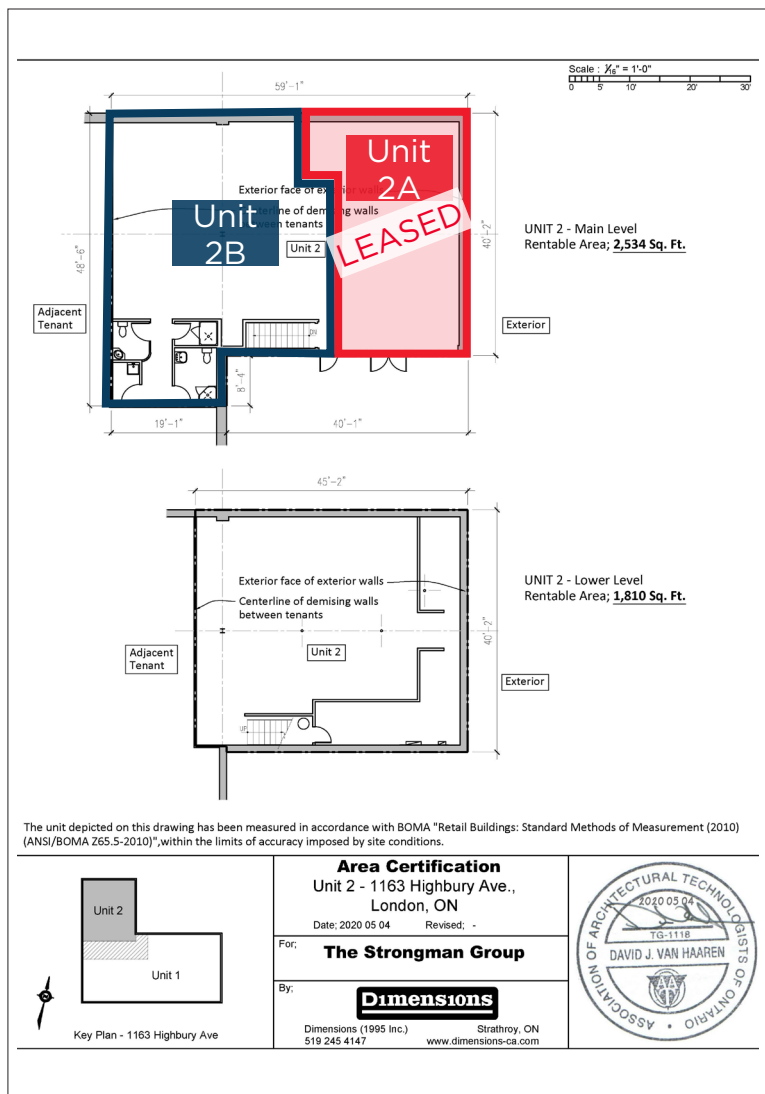 Scale : 1⁄16" = 1'-0"
0 5' 10' 20' 30'
59'-1"
Unit
2A
LEASED
Exterior face of exterior walls
Unit
2B
Centerline of demising walls
between tenants
Unit 2
48'-6"
40'-2"
UNIT 2 - Main Level
Rentable Area; 2,534 Sq. Ft.
Adjacent
Tenant
Exterior
DN
8'-4"
19'-1"
40'-1"
45'-2"
Exterior face of exterior walls
Centerline of demising walls
between tenants
UNIT 2 - Lower Level
Rentable Area; 1,810 Sq. Ft.
40'-2"
Adjacent
Tenant
Unit 2
Exterior
UP
The unit depicted on this drawing has been measured in accordance with BOMA "Retail Buildings: Standard Methods of Measurement (2010)
(ANSI/BOMA Z65.5-2010)",within the limits of accuracy imposed by site conditions.
Unit 2
Unit 1
Key Plan - 1163 Highbury Ave
Area Certification
Unit 2 - 1163 Highbury Ave.,
London, ON
Date; 2020 05 04 Revised; -
For;
The Strongman Group
By:
Dimensions
Dimensions (1995 Inc.) Strathroy, ON
519 245 4147 www.dimensions-ca.com
ASSOCIATION OF ARCHITECTURAL TECHNOLOGISTS OF ONTARIO
2020 05 04
TG-1118
DAVID J. VAN HAAREN